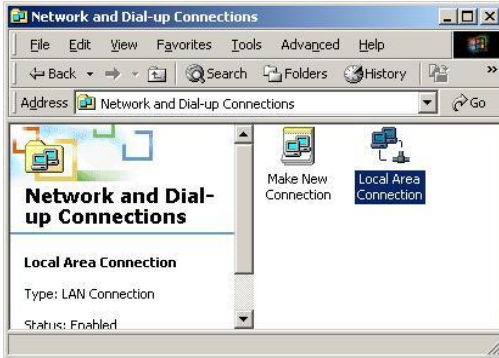 Network and Dial-up Connections
File Edit View Favorites Tools Advanced Help
Back Search Folders History »
Address Network and Dial-up Connections Go
Network and Dial-
up Connections
Local Area Connection
Type: LAN Connection
Status: Enabled
Make New
Connection
Local Area
Connection